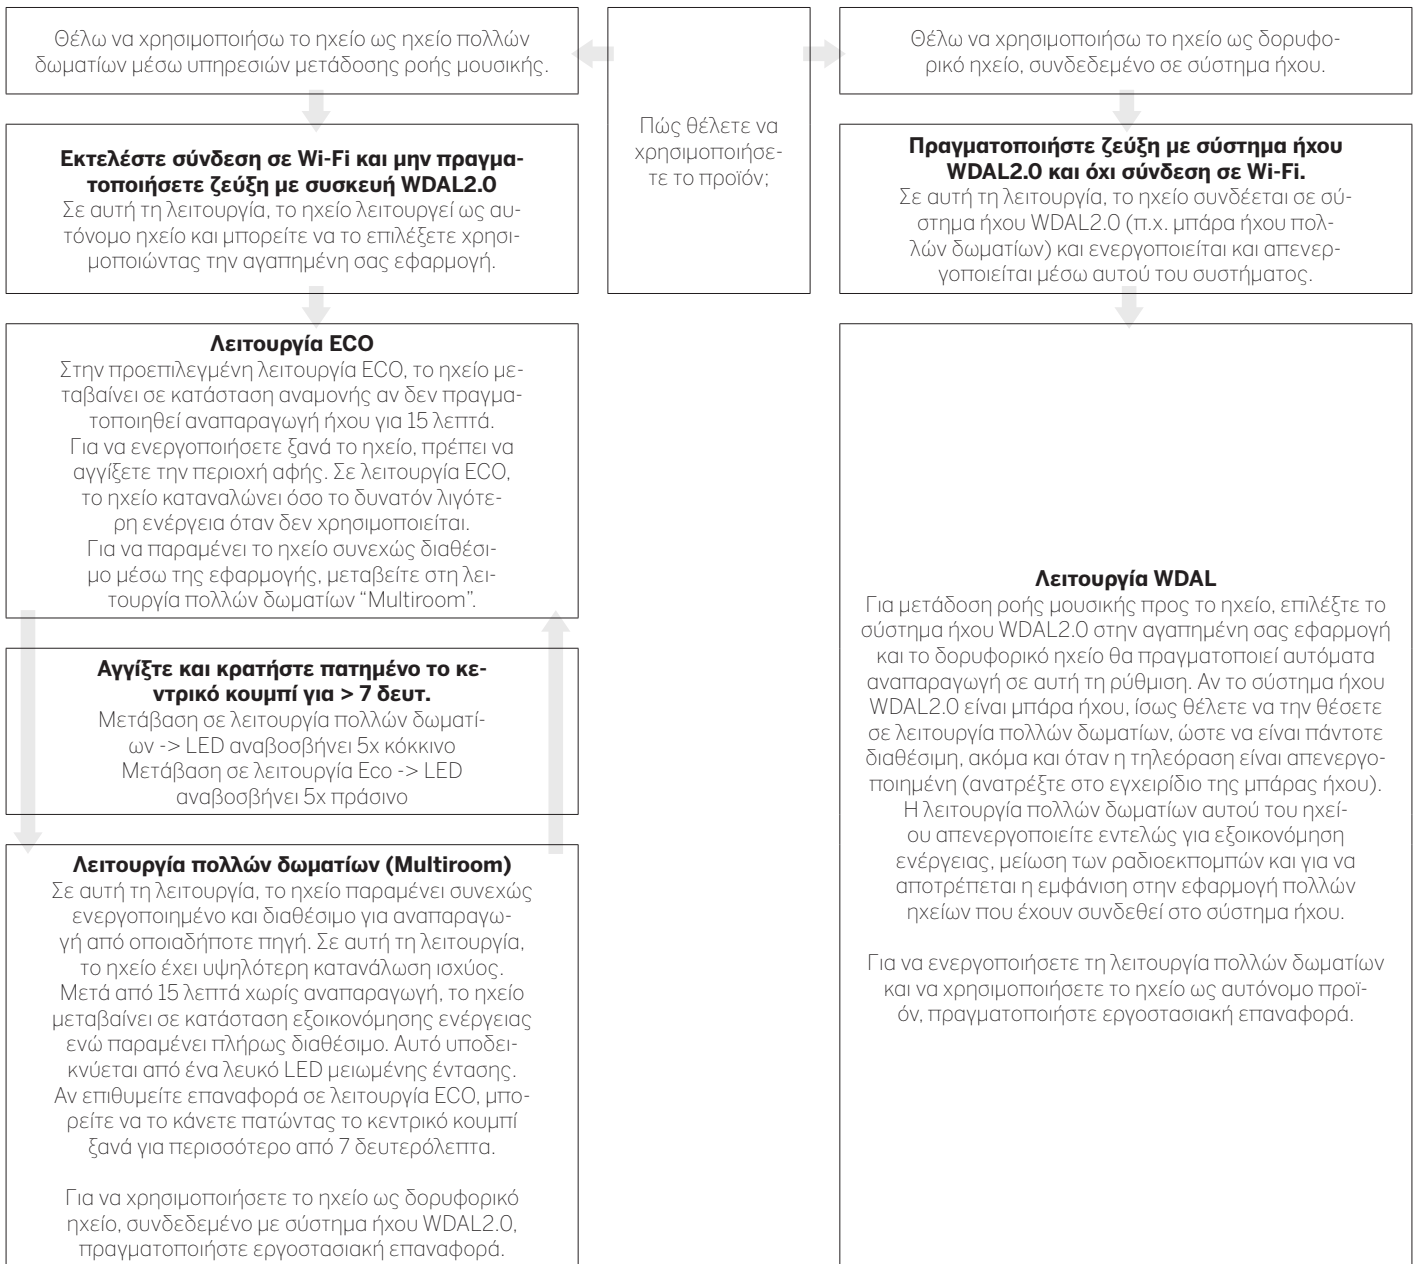 Θέλω να χρησιμοποιήσω το ηχείο ως ηχείο πολλών
δωματίων μέσω υπηρεσιών μετάδοσης ροής μουσικής.
Εκτελέστε σύνδεση σε Wi-Fi και μην πραγμα-
τοποιήσετε ζεύξη με συσκευή WDAL2.0
Σε αυτή τη λειτουργία, το ηχείο λειτουργεί ως αυ-
τόνομο ηχείο και μπορείτε να το επιλέξετε χρησι-
μοποιώντας την αγαπημένη σας εφαρμογή.
Λειτουργία ECO
Στην προεπιλεγμένη λειτουργία ECO, το ηχείο με-
ταβαίνει σε κατάσταση αναμονής αν δεν πραγμα-
τοποιηθεί αναπαραγωγή ήχου για 15 λεπτά.
Για να ενεργοποιήσετε ξανά το ηχείο, πρέπει να
αγγίξετε την περιοχή αφής. Σε λειτουργία ECO,
το ηχείο καταναλώνει όσο το δυνατόν λιγότε-
ρη ενέργεια όταν δεν χρησιμοποιείται.
Για να παραμένει το ηχείο συνεχώς διαθέσι-
μο μέσω της εφαρμογής, μεταβείτε στη λει-
τουργία πολλών δωματίων “Multiroom”.
Αγγίξτε και κρατήστε πατημένο το κε-
ντρικό κουμπί για > 7 δευτ.
Μετάβαση σε λειτουργία πολλών δωματί-
ων -> LED αναβοσβήνει 5x κόκκινο
Μετάβαση σε λειτουργία Eco -> LED
αναβοσβήνει 5x πράσινο
Λειτουργία πολλών δωματίων (Multiroom)
Σε αυτή τη λειτουργία, το ηχείο παραμένει συνεχώς
ενεργοποιημένο και διαθέσιμο για αναπαραγω-
γή από οποιαδήποτε πηγή. Σε αυτή τη λειτουργία,
το ηχείο έχει υψηλότερη κατανάλωση ισχύος.
Μετά από 15 λεπτά χωρίς αναπαραγωγή, το ηχείο
μεταβαίνει σε κατάσταση εξοικονόμησης ενέργειας
ενώ παραμένει πλήρως διαθέσιμο. Αυτό υποδει-
κνύεται από ένα λευκό LED μειωμένης έντασης.
Αν επιθυμείτε επαναφορά σε λειτουργία ECO, μπο-
ρείτε να το κάνετε πατώντας το κεντρικό κουμπί
ξανά για περισσότερο από 7 δευτερόλεπτα.
Για να χρησιμοποιήσετε το ηχείο ως δορυφορικό
ηχείο, συνδεδεμένο με σύστημα ήχου WDAL2.0,
πραγματοποιήστε εργοστασιακή επαναφορά.
Πώς θέλετε να
χρησιμοποιήσε-
τε το προϊόν;
Θέλω να χρησιμοποιήσω το ηχείο ως δορυφο-
ρικό ηχείο, συνδεδεμένο σε σύστημα ήχου.
Πραγματοποιήστε ζεύξη με σύστημα ήχου
WDAL2.0 και όχι σύνδεση σε Wi-Fi.
Σε αυτή τη λειτουργία, το ηχείο συνδέεται σε σύ-
στημα ήχου WDAL2.0 (π.χ. μπάρα ήχου πολ-
λών δωματίων) και ενεργοποιείται και απενερ-
γοποιείται μέσω αυτού του συστήματος.
Λειτουργία WDAL
Για μετάδοση ροής μουσικής προς το ηχείο, επιλέξτε το
σύστημα ήχου WDAL2.0 στην αγαπημένη σας εφαρμογή
και το δορυφορικό ηχείο θα πραγματοποιεί αυτόματα
αναπαραγωγή σε αυτή τη ρύθμιση. Αν το σύστημα ήχου
WDAL2.0 είναι μπάρα ήχου, ίσως θέλετε να την θέσετε
σε λειτουργία πολλών δωματίων, ώστε να είναι πάντοτε
διαθέσιμη, ακόμα και όταν η τηλεόραση είναι απενεργο-
ποιημένη (ανατρέξτε στο εγχειρίδιο της μπάρας ήχου).
Η λειτουργία πολλών δωματίων αυτού του ηχεί-
ου απενεργοποιείτε εντελώς για εξοικονόμηση
ενέργειας, μείωση των ραδιοεκπομπών και για να
αποτρέπεται η εμφάνιση στην εφαρμογή πολλών
ηχείων που έχουν συνδεθεί στο σύστημα ήχου.
Για να ενεργοποιήσετε τη λειτουργία πολλών δωματίων
και να χρησιμοποιήσετε το ηχείο ως αυτόνομο προϊ-
όν, πραγματοποιήστε εργοστασιακή επαναφορά.